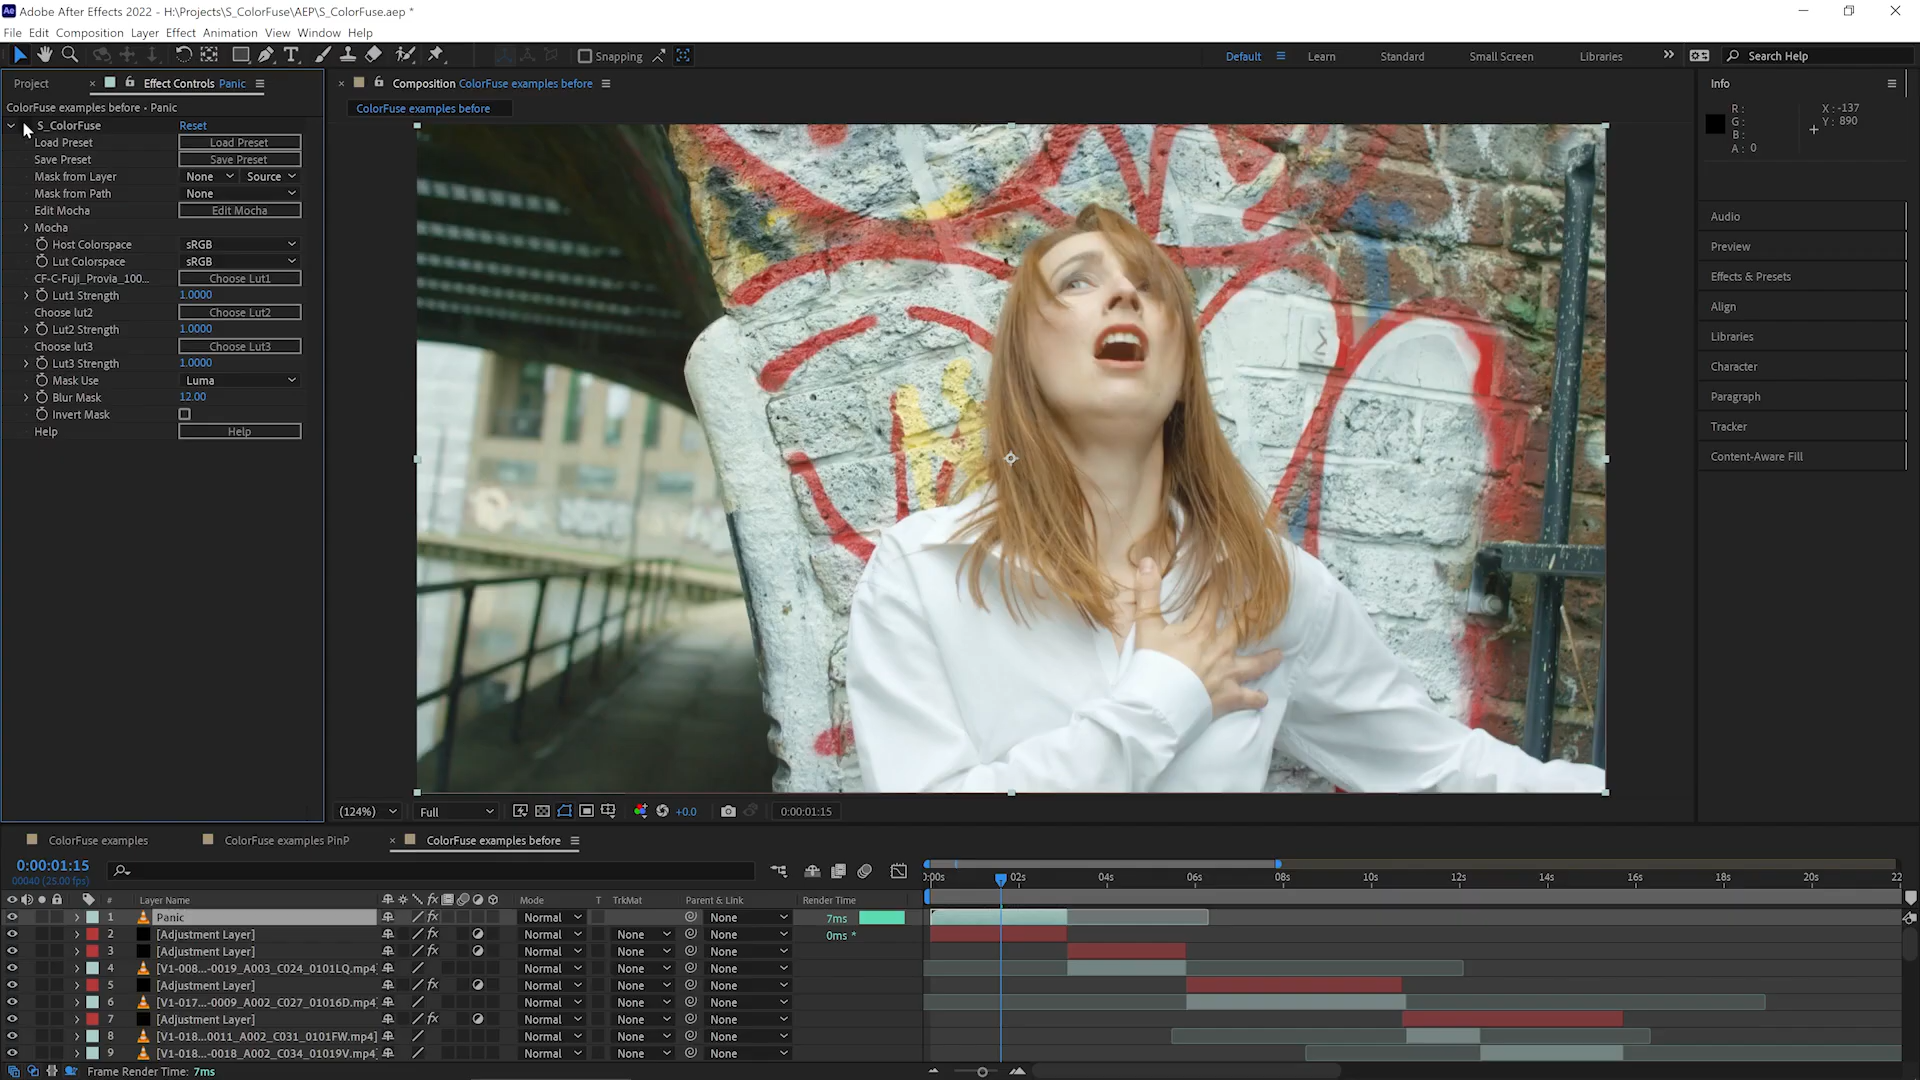 Ae Adobe After Effects 2022 - H:\Projects\S_ColorFuse\AEP\S_ColorFuse.aep *
File Edit Composition Layer Effect Animation View Window Help
Snapping Default Learn Standard Small Screen Libraries Search Help
Project Effect Controls Panic
Composition ColorFuse examples before
Info
ColorFuse examples before • Panic
ColorFuse examples before
R : X : -137
G : Y : 890
B :
A : 0
S_ColorFuse Reset
Load Preset Load Preset
Save Preset Save Preset
Mask from Layer None Source
Mask from Path None
Edit Mocha Edit Mocha
Mocha
Host Colorspace sRGB
Lut Colorspace sRGB
CF-C-Fuji_Provia_100... Choose Lut1
Lut1 Strength 1.0000
Choose lut2 Choose Lut2
Lut2 Strength 1.0000
Choose lut3 Choose Lut3
Lut3 Strength 1.0000
Mask Use Luma
Blur Mask 12.00
Invert Mask
Help Help
Audio
Preview
Effects & Presets
Align
Libraries
Character
Paragraph
Tracker
Content-Aware Fill
(124%) Full +0.0 0:00:01:15
ColorFuse examples ColorFuse examples PinP ColorFuse examples before
0:00:01:15
00040 (25.00 fps)
0:00s 02s 04s 06s 08s 10s 12s 14s 16s 18s 20s 22
# Layer Name Mode T TrkMat Parent & Link Render Time
1 Panic Normal None 7ms
2 [Adjustment Layer] Normal None None 0ms *
3 [Adjustment Layer] Normal None None
4 [V1-008...-0019_A003_C024_0101LQ.mp4] Normal None None
5 [Adjustment Layer] Normal None None
6 [V1-017...-0009_A002_C027_01016D.mp4] Normal None None
7 [Adjustment Layer] Normal None None
8 [V1-018...0011_A002_C031_0101FW.mp4] Normal None None
9 [V1-018...-0018_A002_C034_01019V.mp4] Normal None None
Frame Render Time: 7ms